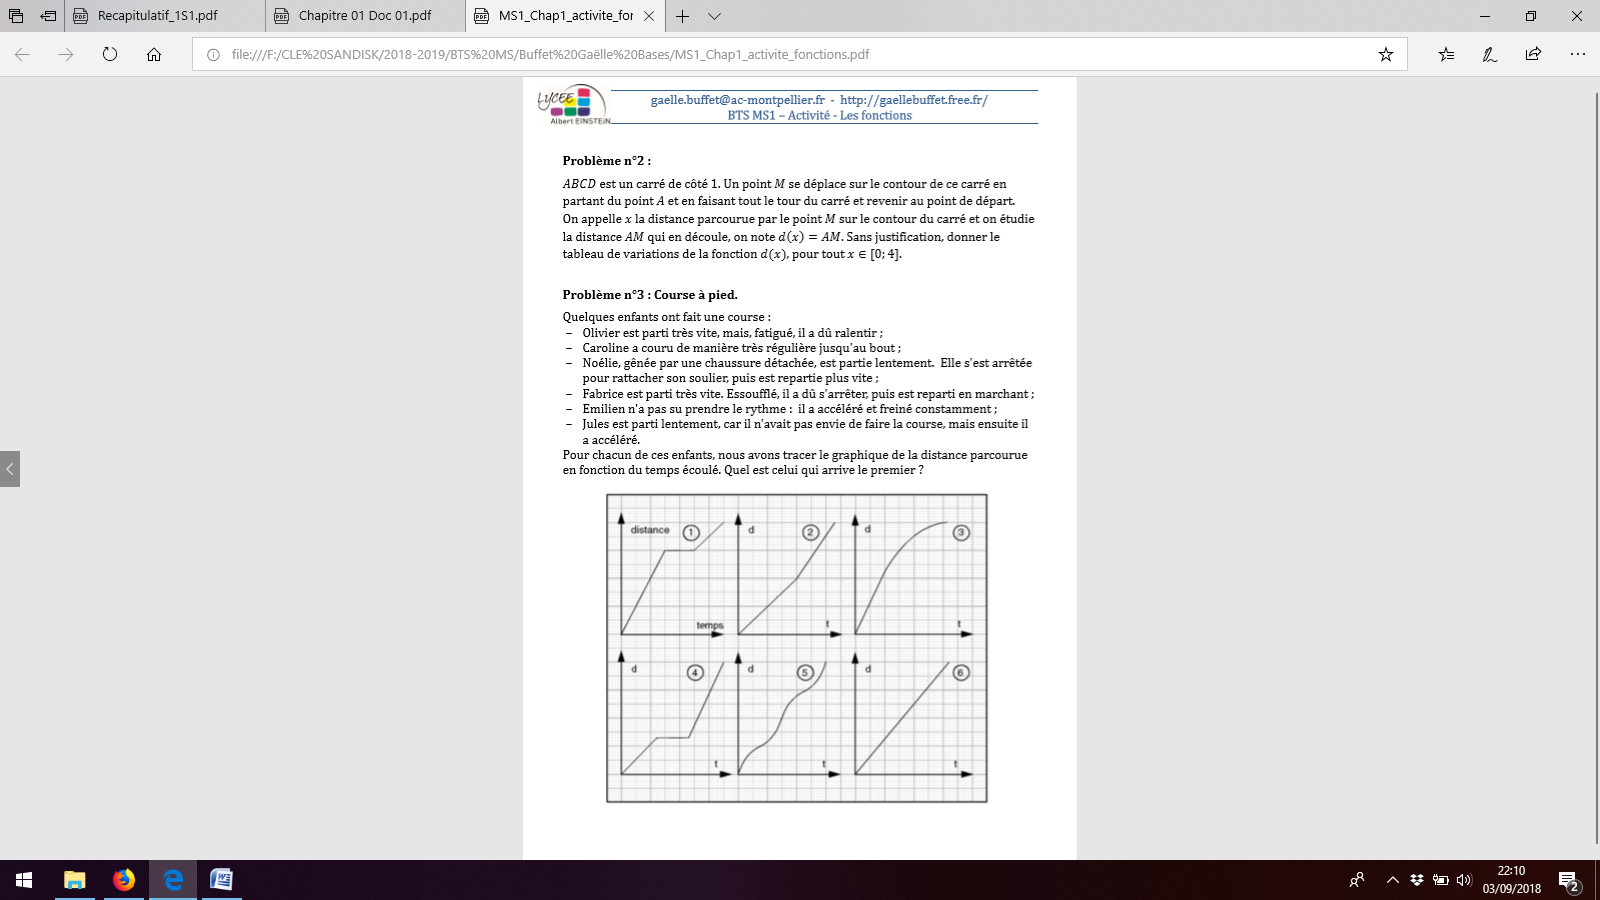 Recapitulatif_1S1.pdf
Chapitre 01 Doc 01.pdf
MS1_Chap1_activite_for
file:///F:/CLE%20SANDISK/2018-2019/BTS%20MS/Buffet%20Gaëlle%20Bases/MS1_Chap1_activite_fonctions.pdf
LYCEE
Albert EINSTEiN
gaelle.buffet@ac-montpellier.fr - http://gaellebuffet.free.fr/
BTS MS1 – Activité - Les fonctions
Problème n°2 :
ABCD est un carré de côté 1. Un point M se déplace sur le contour de ce carré en
partant du point A et en faisant tout le tour du carré et revenir au point de départ.
On appelle x la distance parcourue par le point M sur le contour du carré et on étudie
la distance AM qui en découle, on note d(x) = AM. Sans justification, donner le
tableau de variations de la fonction d(x), pour tout x ∈ [0; 4].
Problème n°3 : Course à pied.
Quelques enfants ont fait une course :
– Olivier est parti très vite, mais, fatigué, il a dû ralentir ;
– Caroline a couru de manière très régulière jusqu'au bout ;
– Noélie, gênée par une chaussure détachée, est partie lentement. Elle s'est arrêtée
pour rattacher son soulier, puis est repartie plus vite ;
– Fabrice est parti très vite. Essoufflé, il a dû s'arrêter, puis est reparti en marchant ;
– Emilien n'a pas su prendre le rythme : il a accéléré et freiné constamment ;
– Jules est parti lentement, car il n'avait pas envie de faire la course, mais ensuite il
a accéléré.
Pour chacun de ces enfants, nous avons tracer le graphique de la distance parcourue
en fonction du temps écoulé. Quel est celui qui arrive le premier ?
distance 1 d 2 d 3
temps t t
d 4 d 5 d 6
t t t
22:10
03/09/2018
2